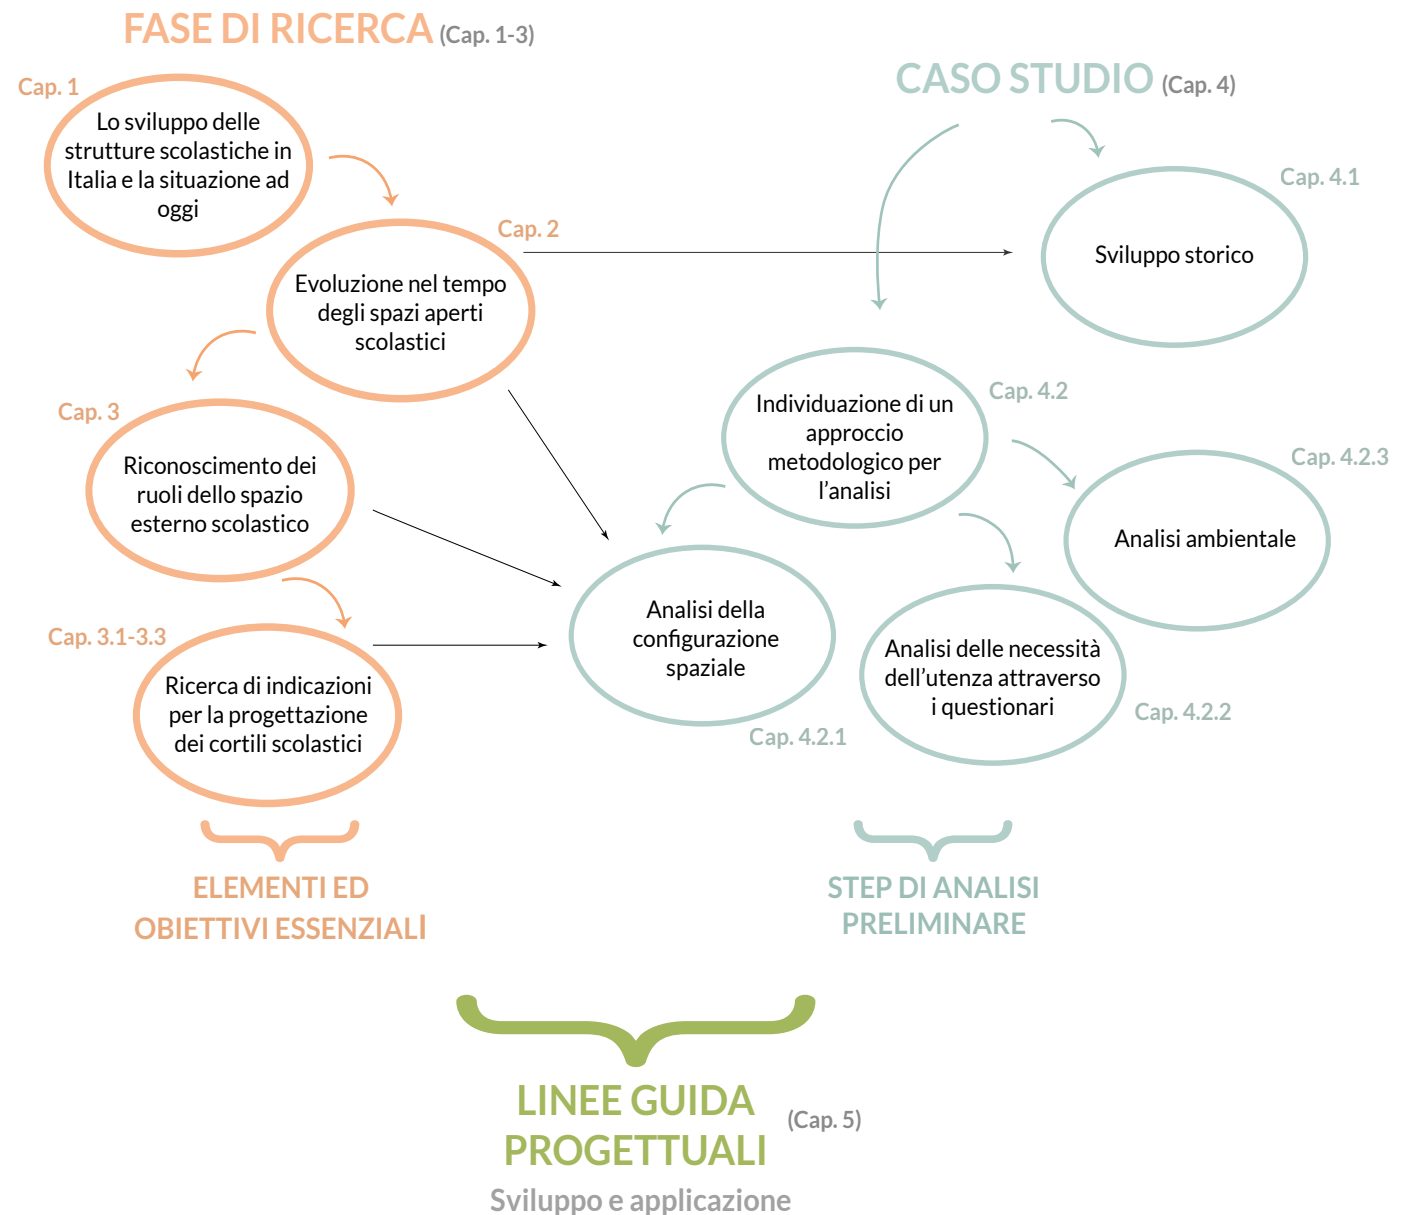 FASE DI RICERCA (Cap. 1-3)
Cap. 1
Lo sviluppo delle
strutture scolastiche in
Italia e la situazione ad
oggi
Cap. 2
Evoluzione nel tempo
degli spazi aperti
scolastici
Cap. 3
Riconoscimento dei
ruoli dello spazio
esterno scolastico
Cap. 3.1-3.3
Ricerca di indicazioni
per la progettazione
dei cortili scolastici
ELEMENTI ED
OBIETTIVI ESSENZIALI
CASO STUDIO (Cap. 4)
Cap. 4.1
Sviluppo storico
Cap. 4.2
Individuazione di un
approccio
metodologico per
l’analisi
Cap. 4.2.3
Analisi ambientale
Analisi della
configurazione
spaziale
Cap. 4.2.1
Analisi delle necessità
dell’utenza attraverso
i questionari
Cap. 4.2.2
STEP DI ANALISI
PRELIMINARE
LINEE GUIDA
PROGETTUALI
(Cap. 5)
Sviluppo e applicazione